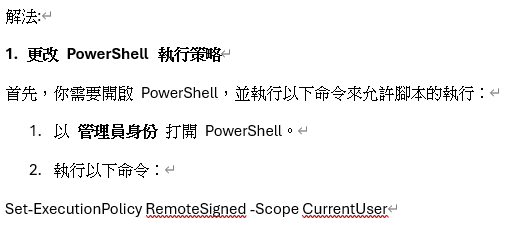 解法:
1. 更改 PowerShell 執行策略
首先，你需要開啟 PowerShell，並執行以下命令來允許腳本的執行：
1. 以 管理員身份 打開 PowerShell。
2. 執行以下命令：
Set-ExecutionPolicy RemoteSigned -Scope CurrentUser